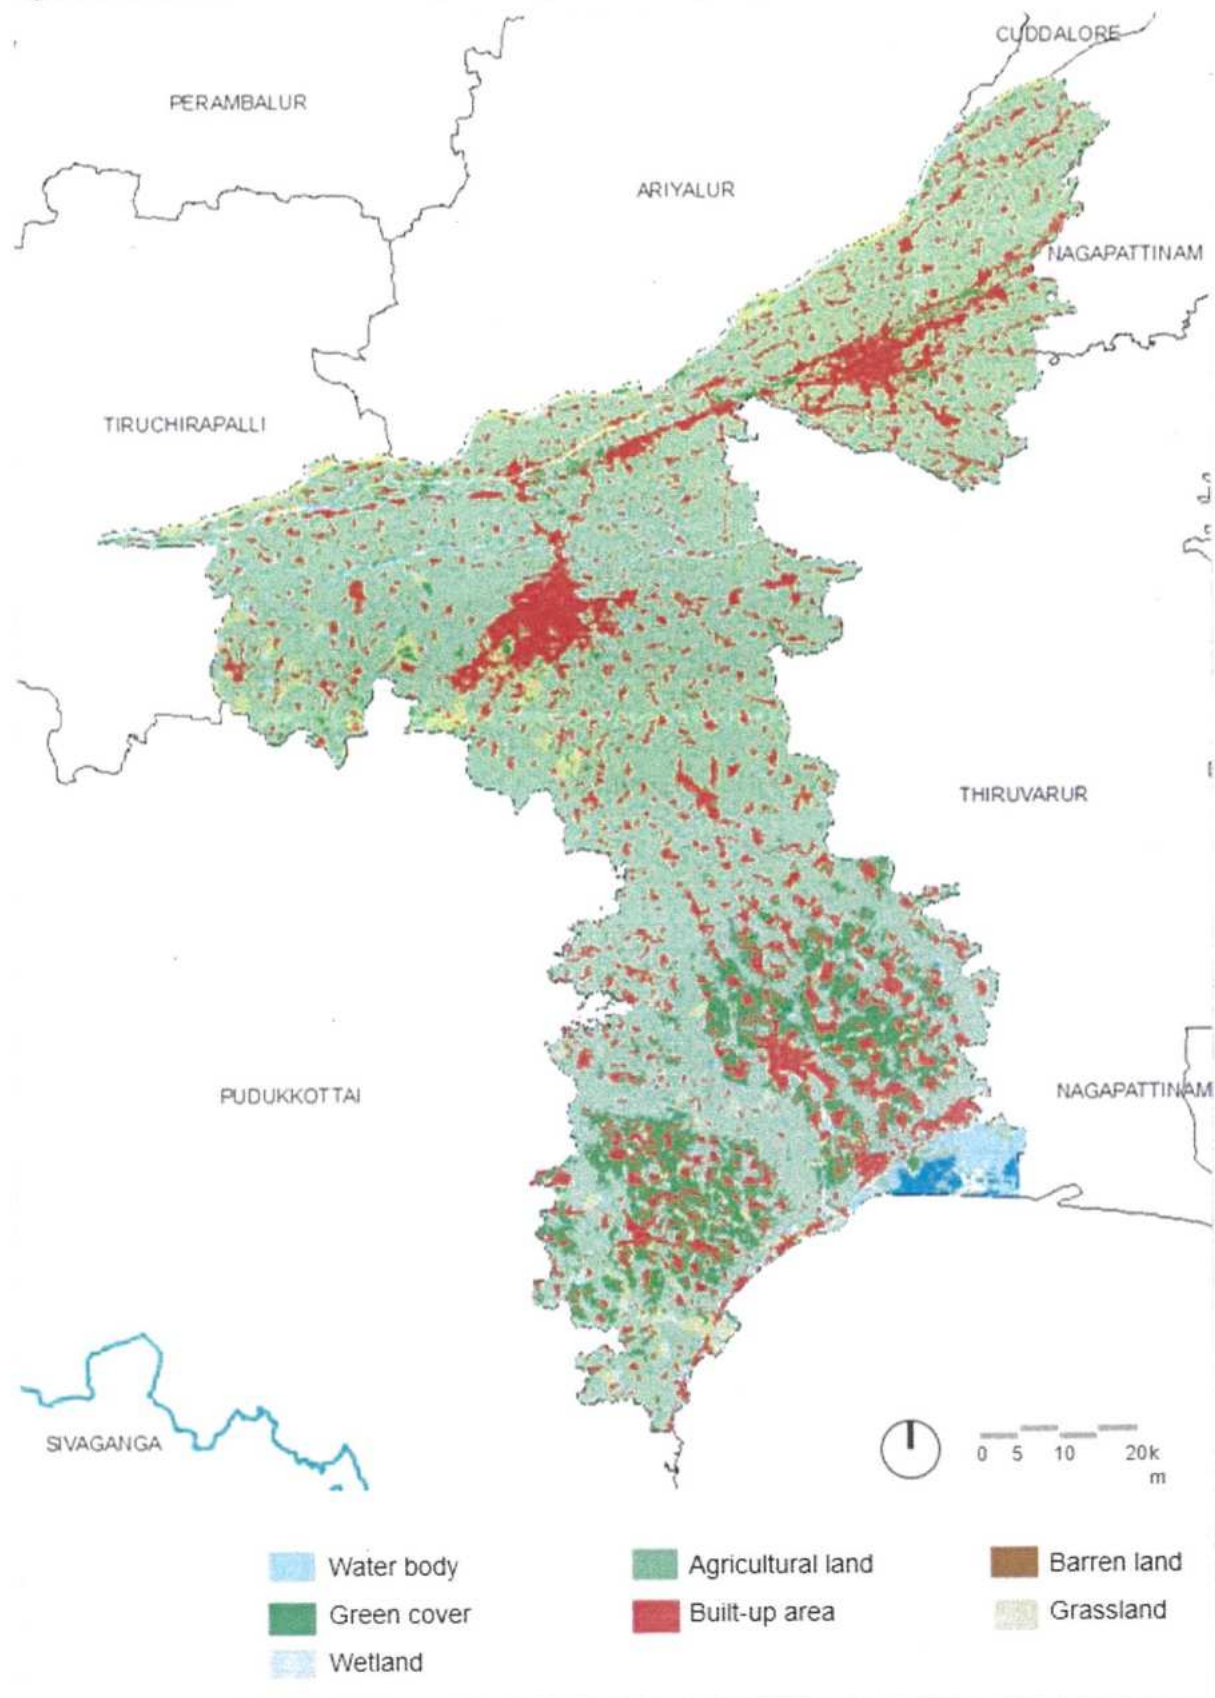 CUDDALORE
PERAMBALUR
ARIYALUR
NAGAPATTINAM
TIRUCHIRAPALLI
THIRUVARUR
PUDUKKOTTAI
NAGAPATTINAM
SIVAGANGA
0 5 10 20k
m
Water body Agricultural land Barren land
Green cover Built-up area Grassland
Wetland